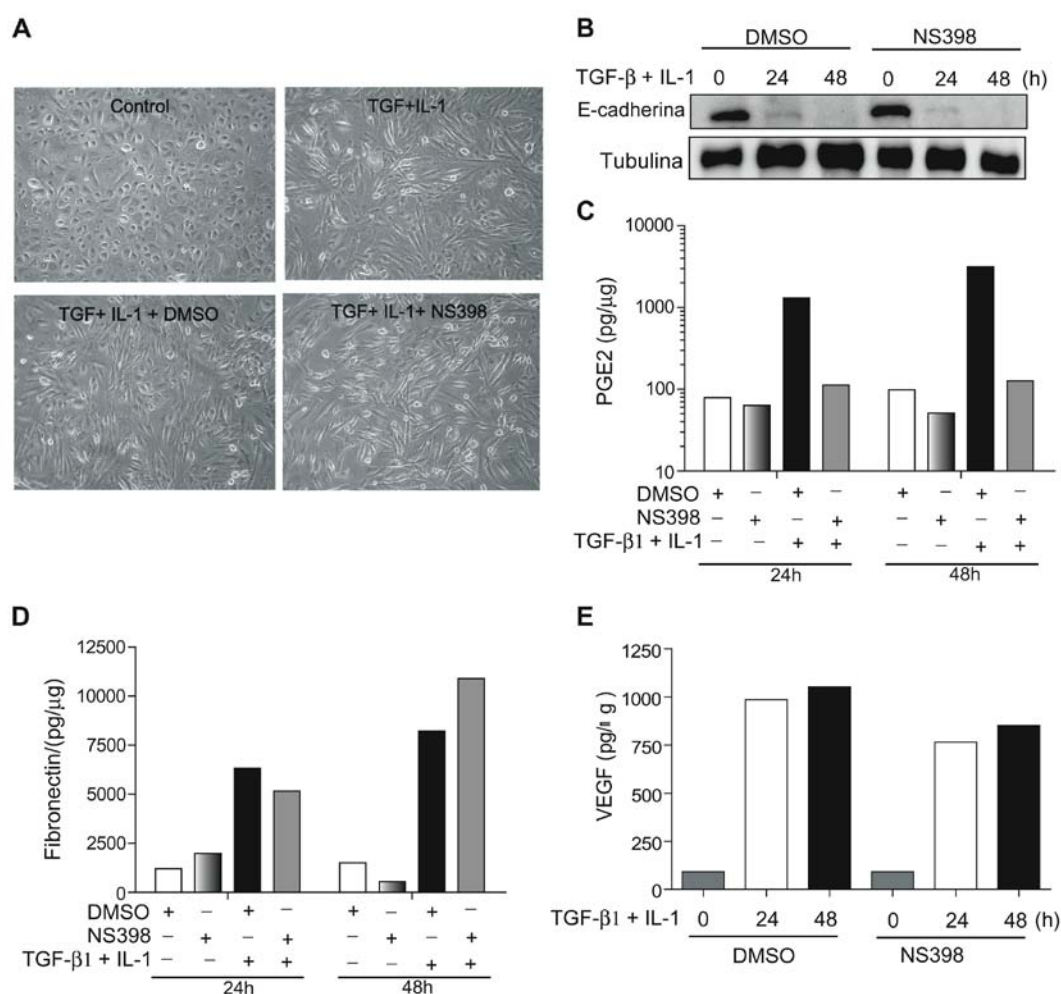 A
Control
TGF+IL-1
TGF+ IL-1 + DMSO
TGF+ IL-1+ NS398
B
DMSO NS398
TGF-β + IL-1 0 24 48 0 24 48 (h)
E-cadherina
Tubulina
C
PGE2 (pg/μg)
10000
1000
100
10
DMSO + – + – + – + –
NS398 – + – + – + – +
TGF-β1 + IL-1 – – + + – – + +
24h 48h
D
Fibronectin/(pg/μg)
12500
10000
7500
5000
2500
0
DMSO + – + – + – + –
NS398 – + – + – + – +
TGF-β1 + IL-1 – – + + – – + +
24h 48h
E
VEGF (pg/ g)
1250
1000
750
500
250
0
TGF-β1 + IL-1 0 24 48 0 24 48 (h)
DMSO NS398